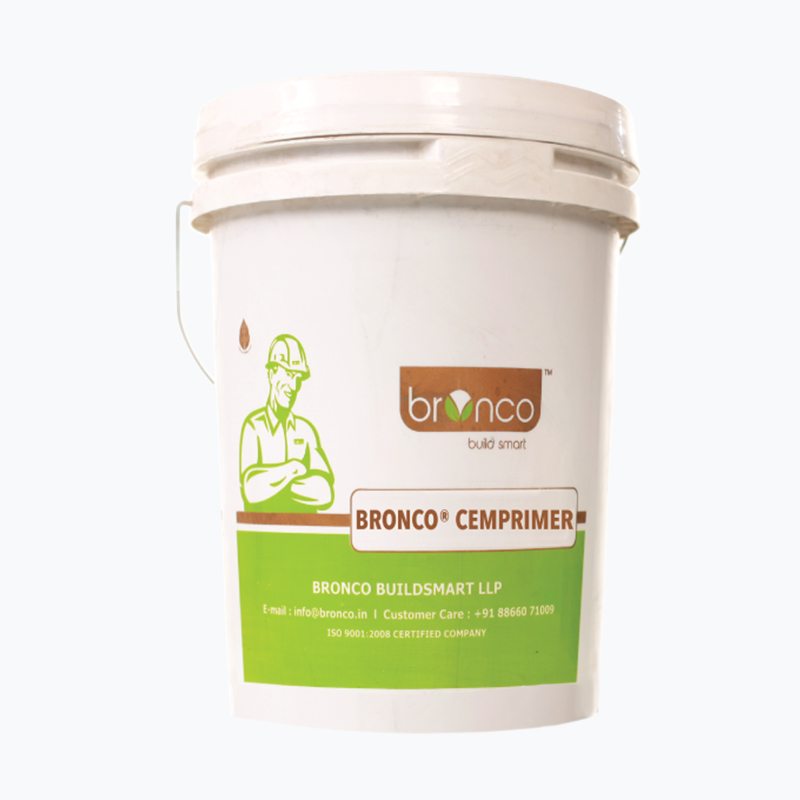 bronco™
build smart
BRONCO® CEMPRIMER
BRONCO BUILDSMART LLP
E-mail : info@bronco.in I Customer Care : +91 88660 71009
ISO 9001:2008 CERTIFIED COMPANY